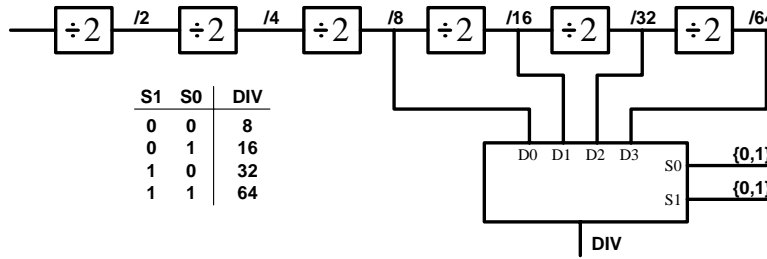 /2 /4 /8 /16 /32 /64
÷2 ÷2 ÷2 ÷2 ÷2 ÷2
S1 S0 DIV
0 0 8
0 1 16
1 0 32
1 1 64
D0 D1 D2 D3
S0 {0,1}
S1 {0,1}
DIV